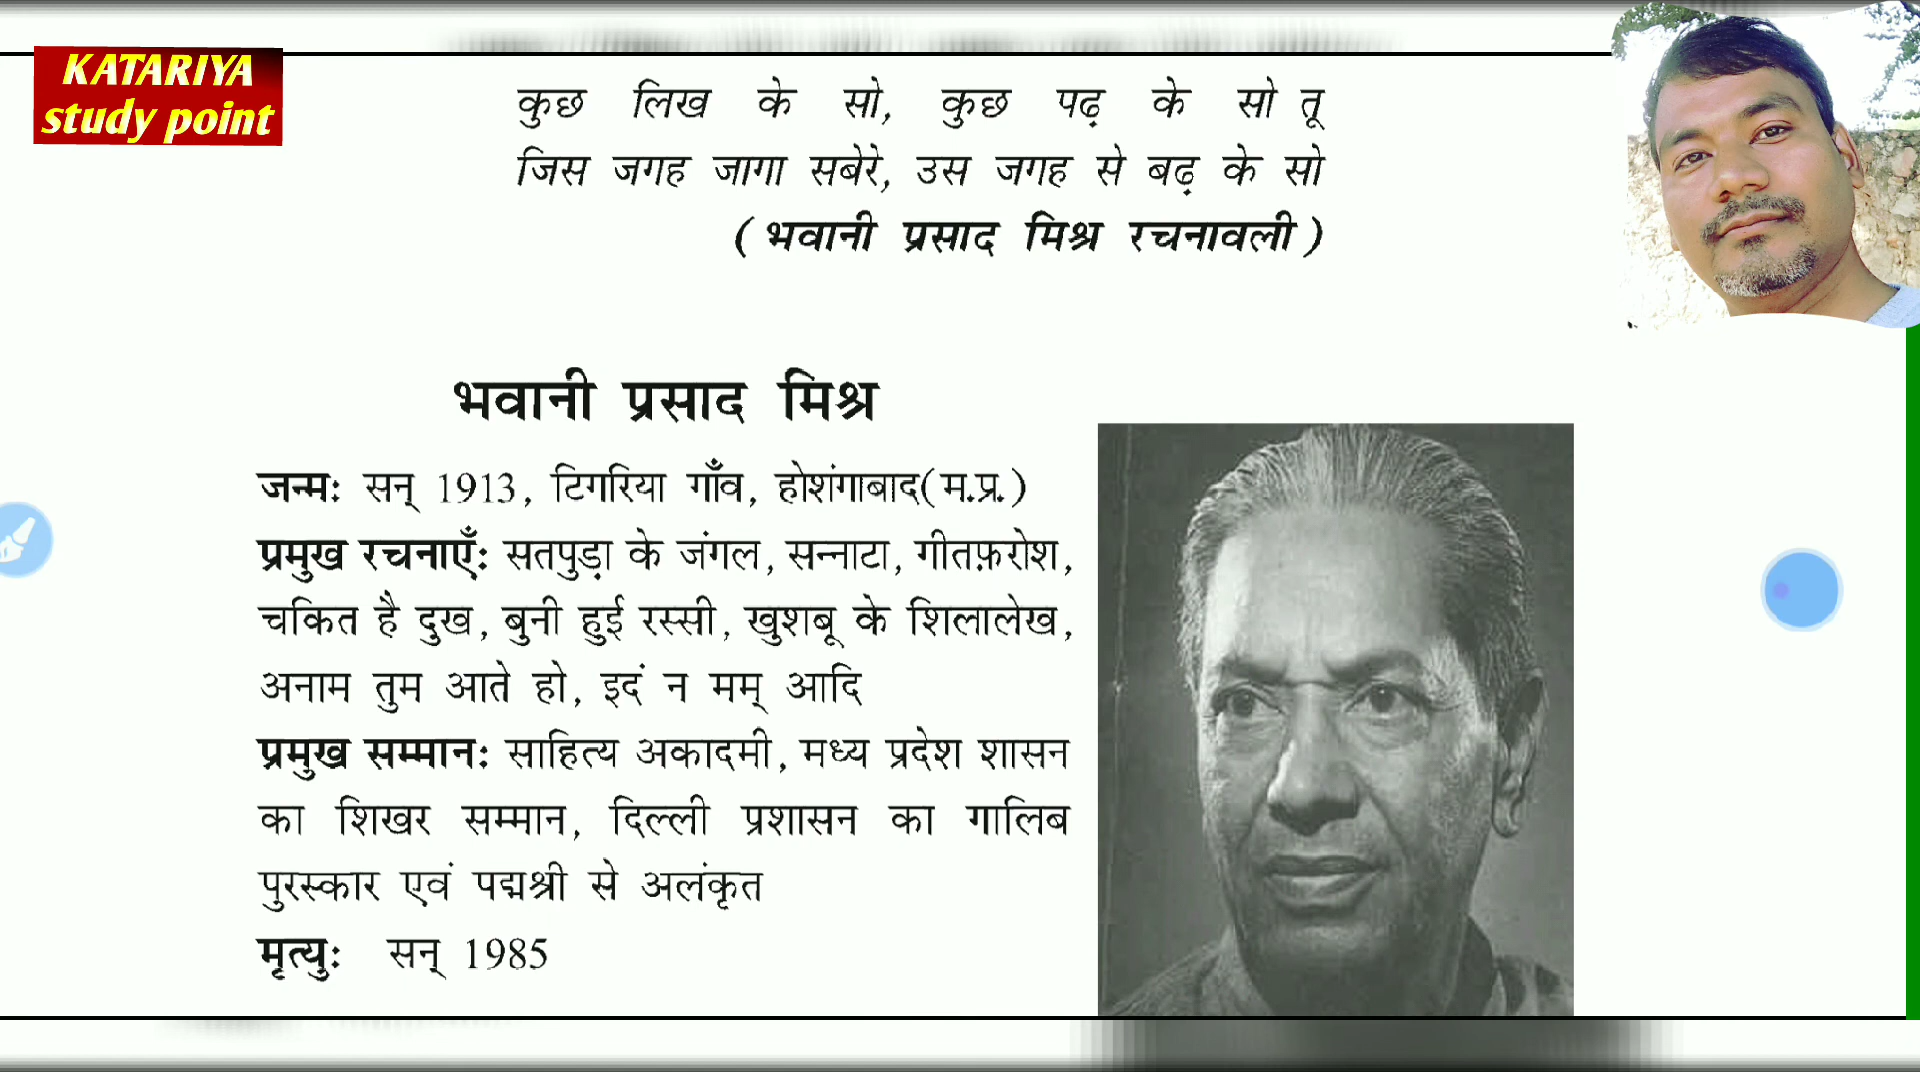 KATARIYA
study point
कुछ लिख के सो, कुछ पढ़ के सो तू
जिस जगह जागा सबेरे, उस जगह से बढ़ के सो
(भवानी प्रसाद मिश्र रचनावली)
भवानी प्रसाद मिश्र
जन्मः सन् 1913, टिगरिया गाँव, होशंगाबाद(म.प्र.)
प्रमुख रचनाएँः सतपुड़ा के जंगल, सन्नाटा, गीतफ़रोश,
चकित है दुख, बुनी हुई रस्सी, खुशबू के शिलालेख,
अनाम तुम आते हो, इदं न मम् आदि
प्रमुख सम्मानः साहित्य अकादमी, मध्य प्रदेश शासन
का शिखर सम्मान, दिल्ली प्रशासन का गालिब
पुरस्कार एवं पद्मश्री से अलंकृत
मृत्युः सन् 1985